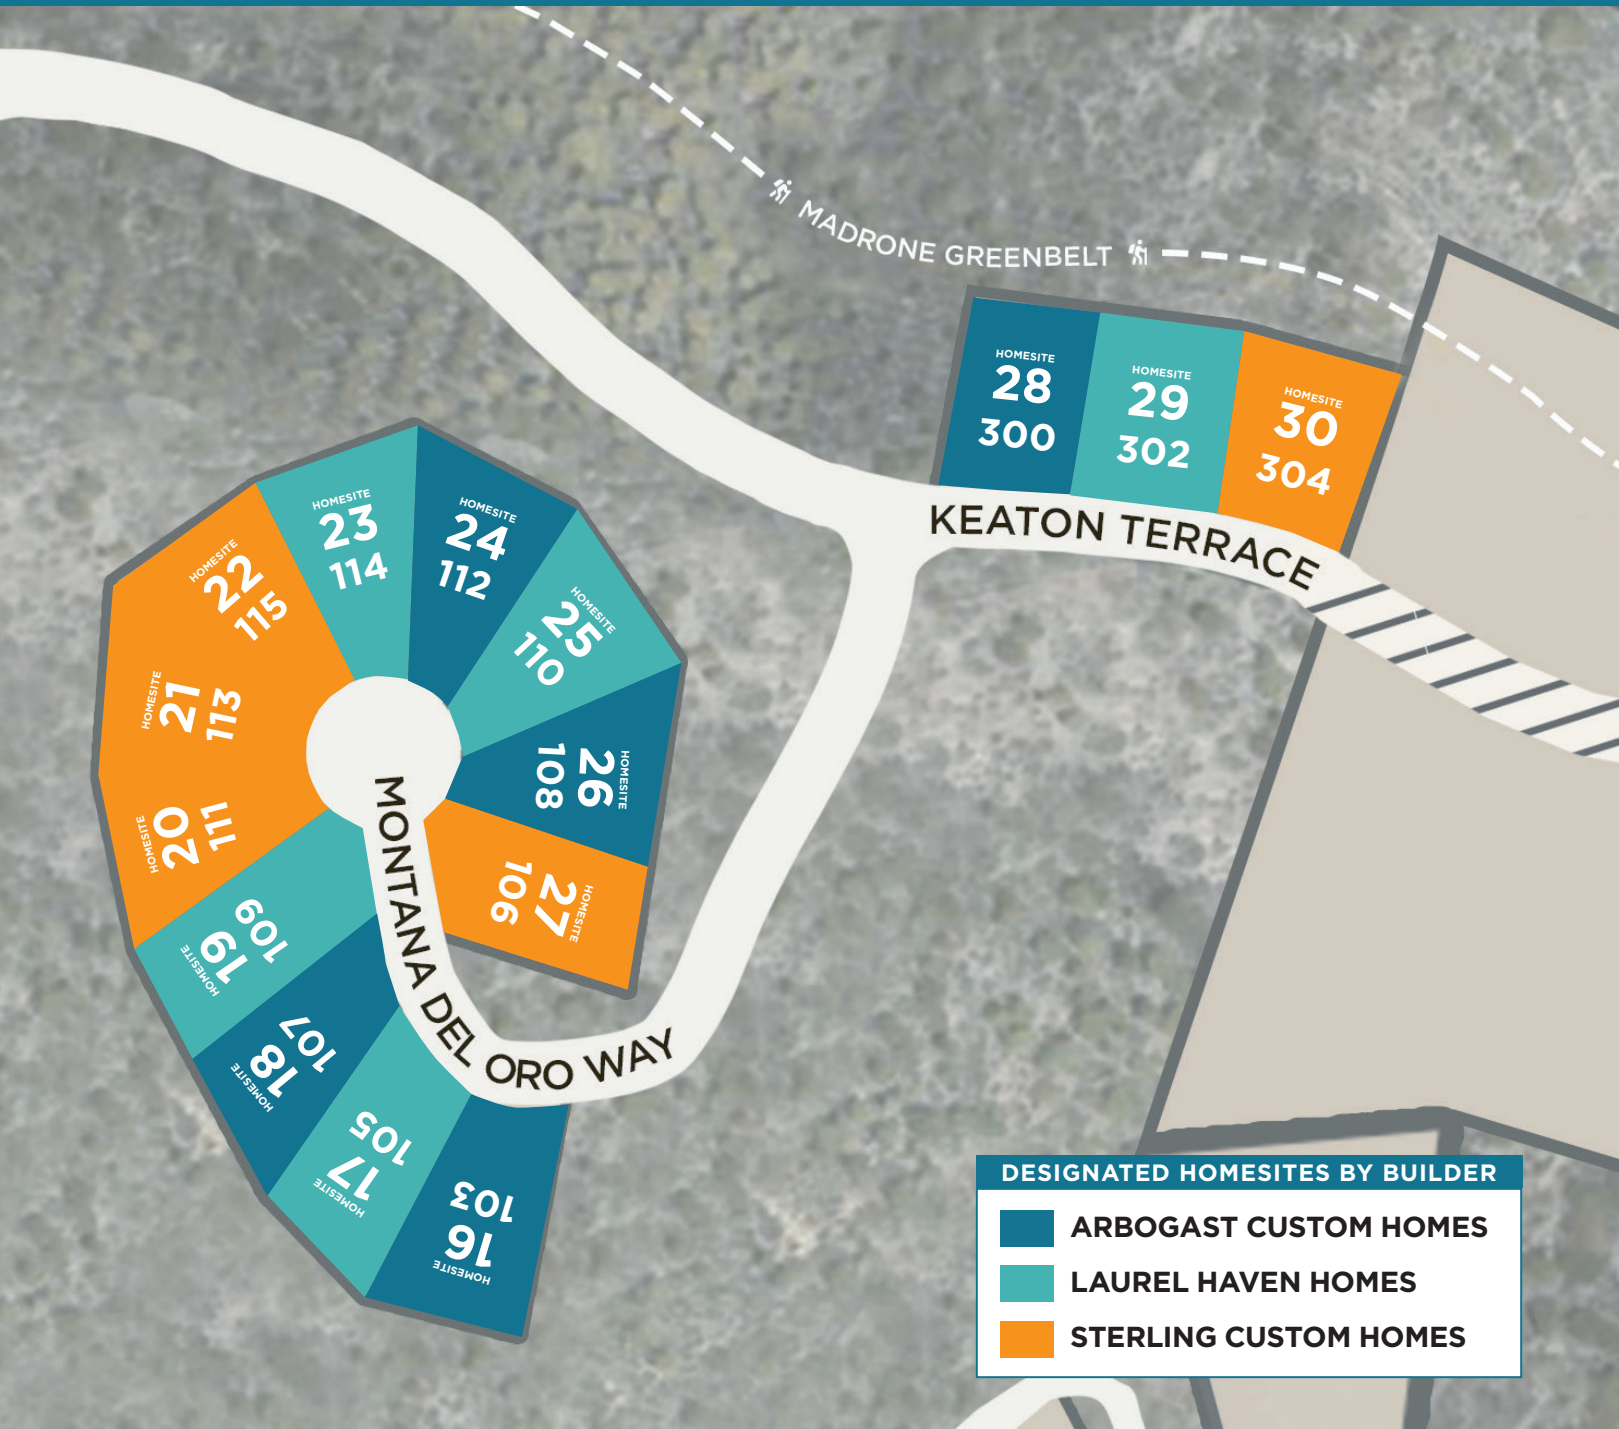 MADRONE GREENBELT
HOMESITE
28
300
HOMESITE
29
302
HOMESITE
30
304
KEATON TERRACE
HOMESITE
23
114
HOMESITE
24
112
HOMESITE
22
115
HOMESITE
25
110
HOMESITE
21
113
HOMESITE
26
108
HOMESITE
20
111
HOMESITE
27
106
HOMESITE
19
109
HOMESITE
18
107
HOMESITE
17
105
HOMESITE
16
103
MONTANA DEL ORO WAY
DESIGNATED HOMESITES BY BUILDER
ARBOGAST CUSTOM HOMES
LAUREL HAVEN HOMES
STERLING CUSTOM HOMES